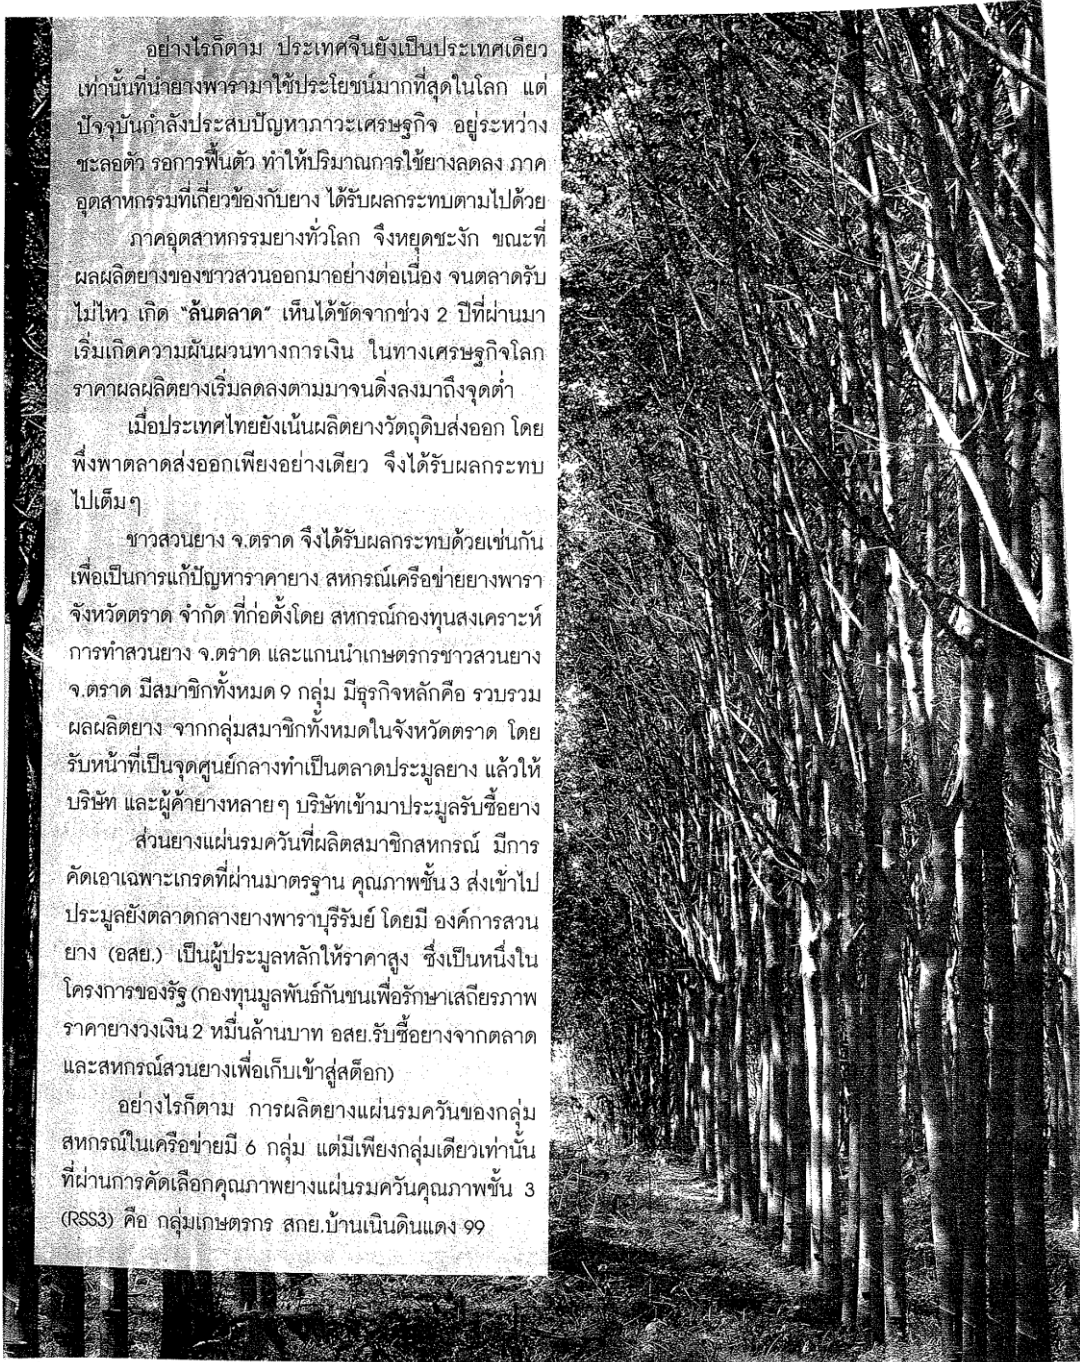 อย่างไรก็ตาม ประเทศจีนยังเป็นประเทศเดียว
เท่านั้นที่นำยางพารามาใช้ประโยชน์มากที่สุดในโลก แต่
ปัจจุบันกำลังประสบปัญหาภาวะเศรษฐกิจ อยู่ระหว่าง
ชะลอตัว รอการฟื้นตัว ทำให้ปริมาณการใช้ยางลดลง ภาค
อุตสาหกรรมที่เกี่ยวข้องกับยาง ได้รับผลกระทบตามไปด้วย
ภาคอุตสาหกรรมยางทั่วโลก จึงหยุดชะงัก ขณะที่
ผลผลิตยางของชาวสวนออกมาอย่างต่อเนื่อง จนตลาดรับ
ไม่ไหว เกิด "ล้นตลาด" เห็นได้ชัดจากช่วง 2 ปีที่ผ่านมา
เริ่มเกิดความผันผวนทางการเงิน ในทางเศรษฐกิจโลก
ราคาผลผลิตยางเริ่มลดลงตามมาจนดิ่งลงมาถึงจุดต่ำ
เมื่อประเทศไทยยังเน้นผลิตยางวัตถุดิบส่งออก โดย
พึ่งพาตลาดส่งออกเพียงอย่างเดียว จึงได้รับผลกระทบ
ไปเต็มๆ
ชาวสวนยาง จ.ตราด จึงได้รับผลกระทบด้วยเช่นกัน
เพื่อเป็นการแก้ปัญหาราคายาง สหกรณ์เครือข่ายยางพารา
จังหวัดตราด จำกัด ที่ก่อตั้งโดย สหกรณ์กองทุนสงเคราะห์
การทำสวนยาง จ.ตราด และแกนนำเกษตรกรชาวสวนยาง
จ.ตราด มีสมาชิกทั้งหมด 9 กลุ่ม มีธุรกิจหลักคือ รวบรวม
ผลผลิตยาง จากกลุ่มสมาชิกทั้งหมดในจังหวัดตราด โดย
รับหน้าที่เป็นจุดศูนย์กลางทำเป็นตลาดประมูลยาง แล้วให้
บริษัท และผู้ค้ายางหลายๆ บริษัทเข้ามาประมูลรับซื้อยาง
ส่วนยางแผ่นรมควันที่ผลิตสมาชิกสหกรณ์ มีการ
คัดเอาเฉพาะเกรดที่ผ่านมาตรฐาน คุณภาพชั้น 3 ส่งเข้าไป
ประมูลยังตลาดกลางยางพาราบุรีรัมย์ โดยมี องค์การสวน
ยาง (อสย.) เป็นผู้ประมูลหลักให้ราคาสูง ซึ่งเป็นหนึ่งใน
โครงการของรัฐ (กองทุนมูลพันธ์กันชนเพื่อรักษาเสถียรภาพ
ราคายางวงเงิน 2 หมื่นล้านบาท อสย.รับซื้อยางจากตลาด
และสหกรณ์สวนยางเพื่อเก็บเข้าสู่สต็อก)
อย่างไรก็ตาม การผลิตยางแผ่นรมควันของกลุ่ม
สหกรณ์ในเครือข่ายมี 6 กลุ่ม แต่มีเพียงกลุ่มเดียวเท่านั้น
ที่ผ่านการคัดเลือกคุณภาพยางแผ่นรมควันคุณภาพชั้น 3
(RSS3) คือ กลุ่มเกษตรกร สกย.บ้านเนินดินแดง 99